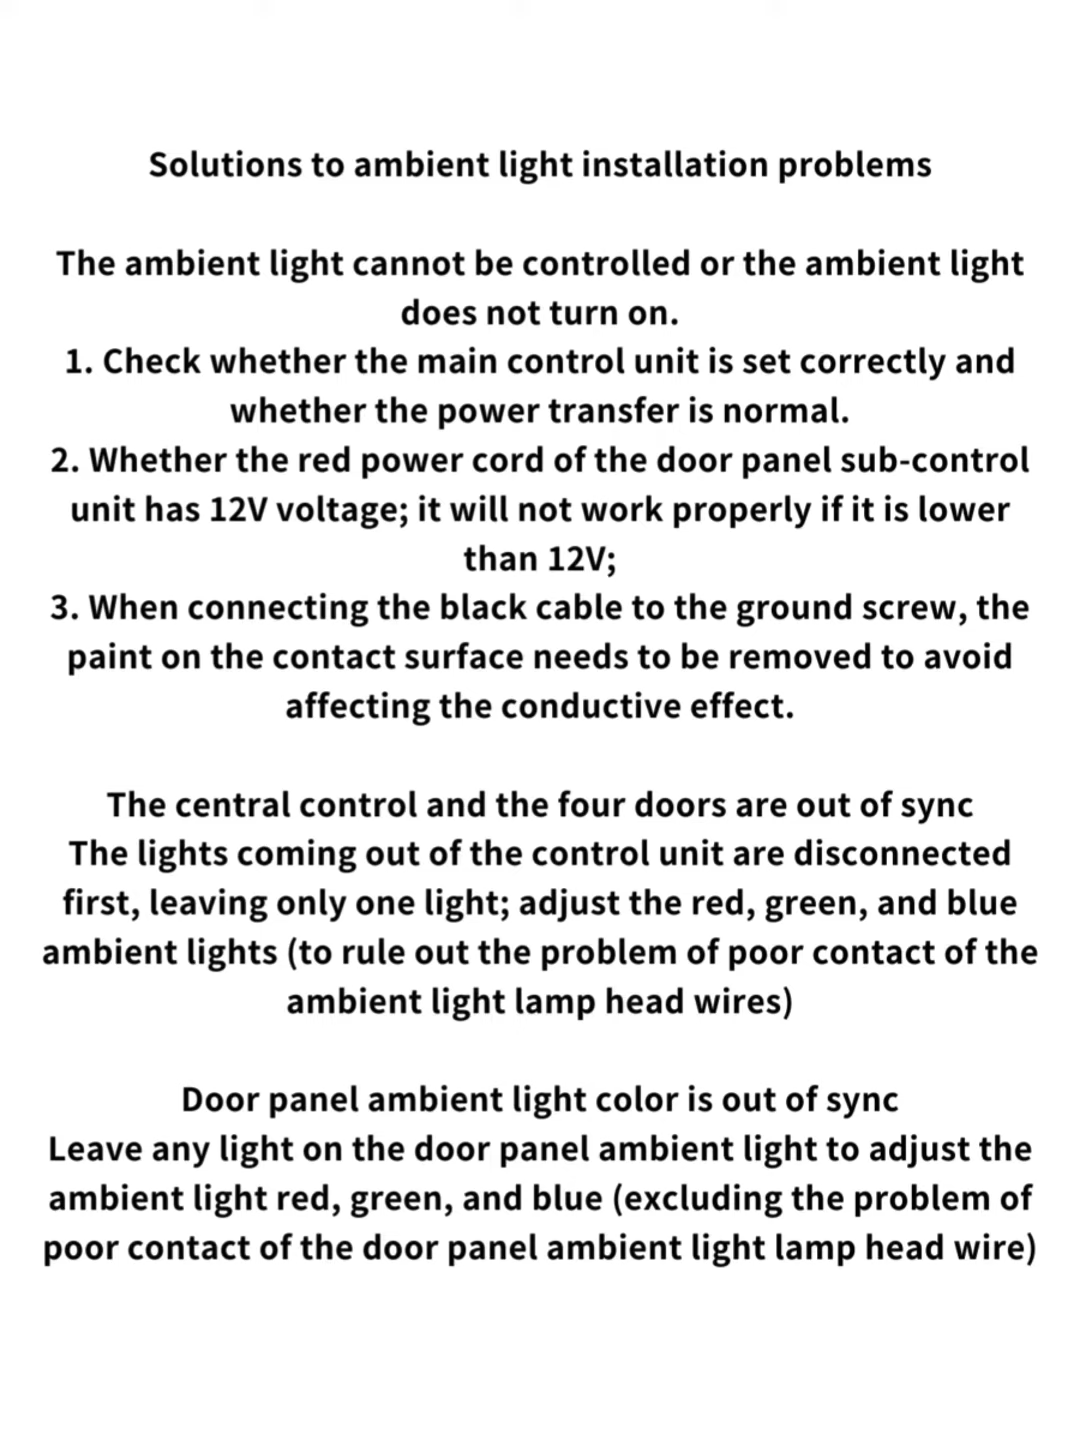 Solutions to ambient light installation problems
The ambient light cannot be controlled or the ambient light
does not turn on.
1. Check whether the main control unit is set correctly and
whether the power transfer is normal.
2. Whether the red power cord of the door panel sub-control
unit has 12V voltage; it will not work properly if it is lower
than 12V;
3. When connecting the black cable to the ground screw, the
paint on the contact surface needs to be removed to avoid
affecting the conductive effect.
The central control and the four doors are out of sync
The lights coming out of the control unit are disconnected
first, leaving only one light; adjust the red, green, and blue
ambient lights (to rule out the problem of poor contact of the
ambient light lamp head wires)
Door panel ambient light color is out of sync
Leave any light on the door panel ambient light to adjust the
ambient light red, green, and blue (excluding the problem of
poor contact of the door panel ambient light lamp head wire)